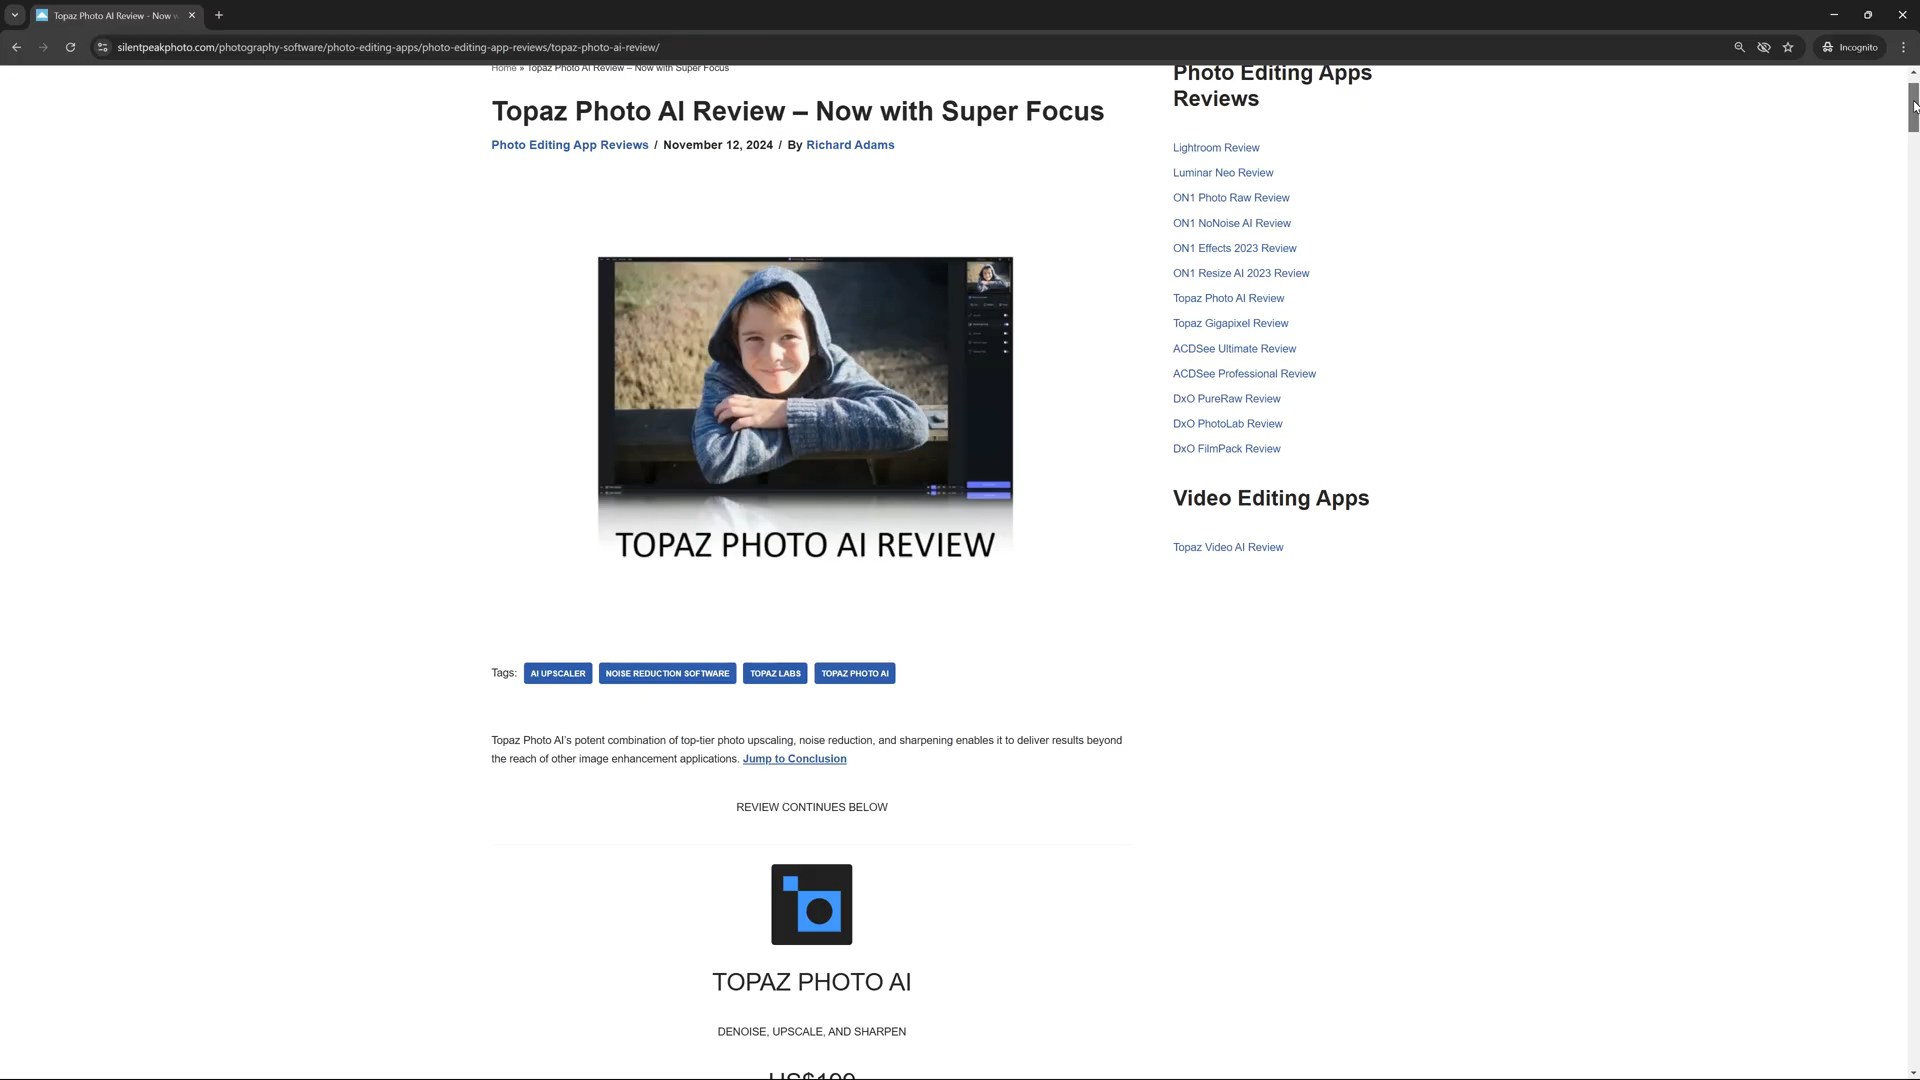 Topaz Photo AI Review - Now w
silentpeakphoto.com/photography-software/photo-editing-apps/photo-editing-app-reviews/topaz-photo-ai-review/
Incognito
Home » Topaz Photo AI Review – Now with Super Focus
Topaz Photo AI Review – Now with Super Focus
Photo Editing App Reviews / November 12, 2024 / By Richard Adams
TOPAZ PHOTO AI REVIEW
Tags: AI UPSCALER NOISE REDUCTION SOFTWARE TOPAZ LABS TOPAZ PHOTO AI
Topaz Photo AI's potent combination of top-tier photo upscaling, noise reduction, and sharpening enables it to deliver results beyond
the reach of other image enhancement applications. Jump to Conclusion
REVIEW CONTINUES BELOW
TOPAZ PHOTO AI
DENOISE, UPSCALE, AND SHARPEN
Photo Editing Apps
Reviews
Lightroom Review
Luminar Neo Review
ON1 Photo Raw Review
ON1 NoNoise AI Review
ON1 Effects 2023 Review
ON1 Resize AI 2023 Review
Topaz Photo AI Review
Topaz Gigapixel Review
ACDSee Ultimate Review
ACDSee Professional Review
DxO PureRaw Review
DxO PhotoLab Review
DxO FilmPack Review
Video Editing Apps
Topaz Video AI Review